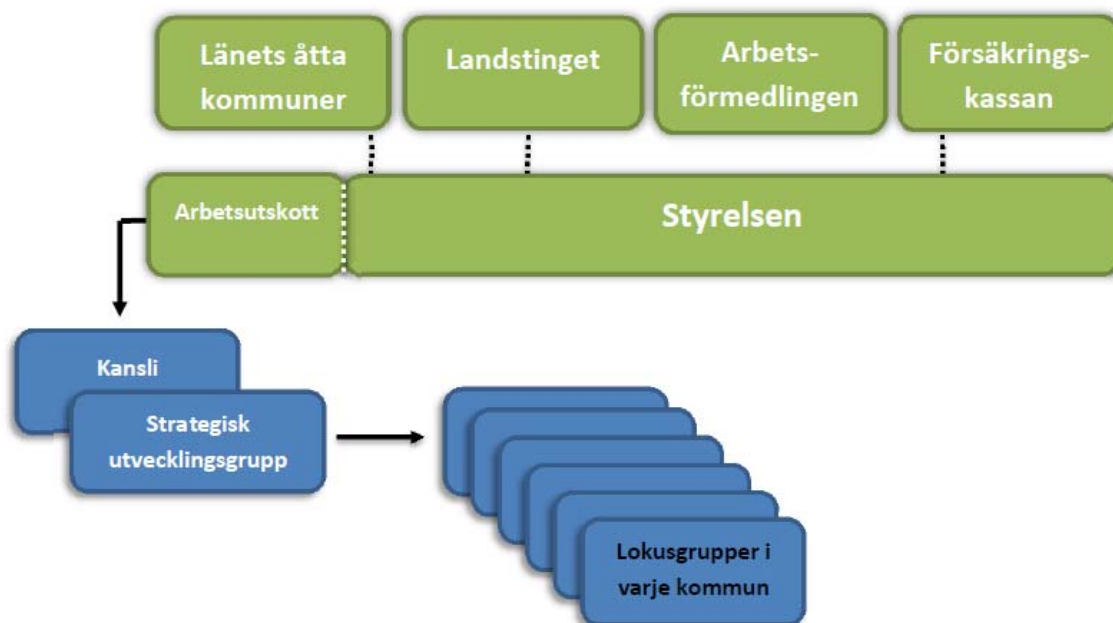 Länets åtta
kommuner
Landstinget
Arbets-
förmedlingen
Försäkrings-
kassan
Arbetsutskott
Styrelsen
Kansli
Strategisk
utvecklingsgrupp
Lokusgrupper i
varje kommun